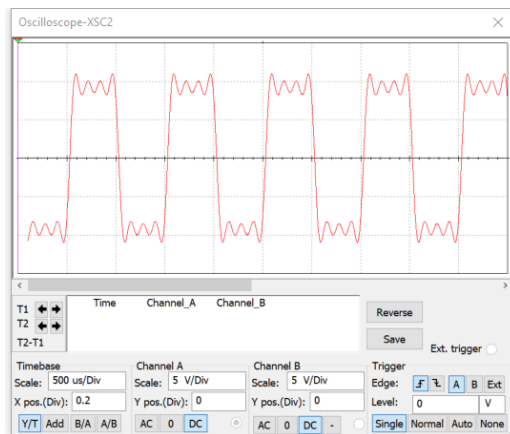 Oscilloscope-XSC2
Time Channel_A Channel_B
T1
T2
T2-T1
Reverse
Save
Ext. trigger
Timebase
Scale: 500 us/Div
X pos.(Div): 0.2
Y/T Add B/A A/B
Channel A
Scale: 5 V/Div
Y pos.(Div): 0
AC 0 DC
Channel B
Scale: 5 V/Div
Y pos.(Div): 0
AC 0 DC -
Trigger
Edge: A B Ext
Level: 0 V
Single Normal Auto None